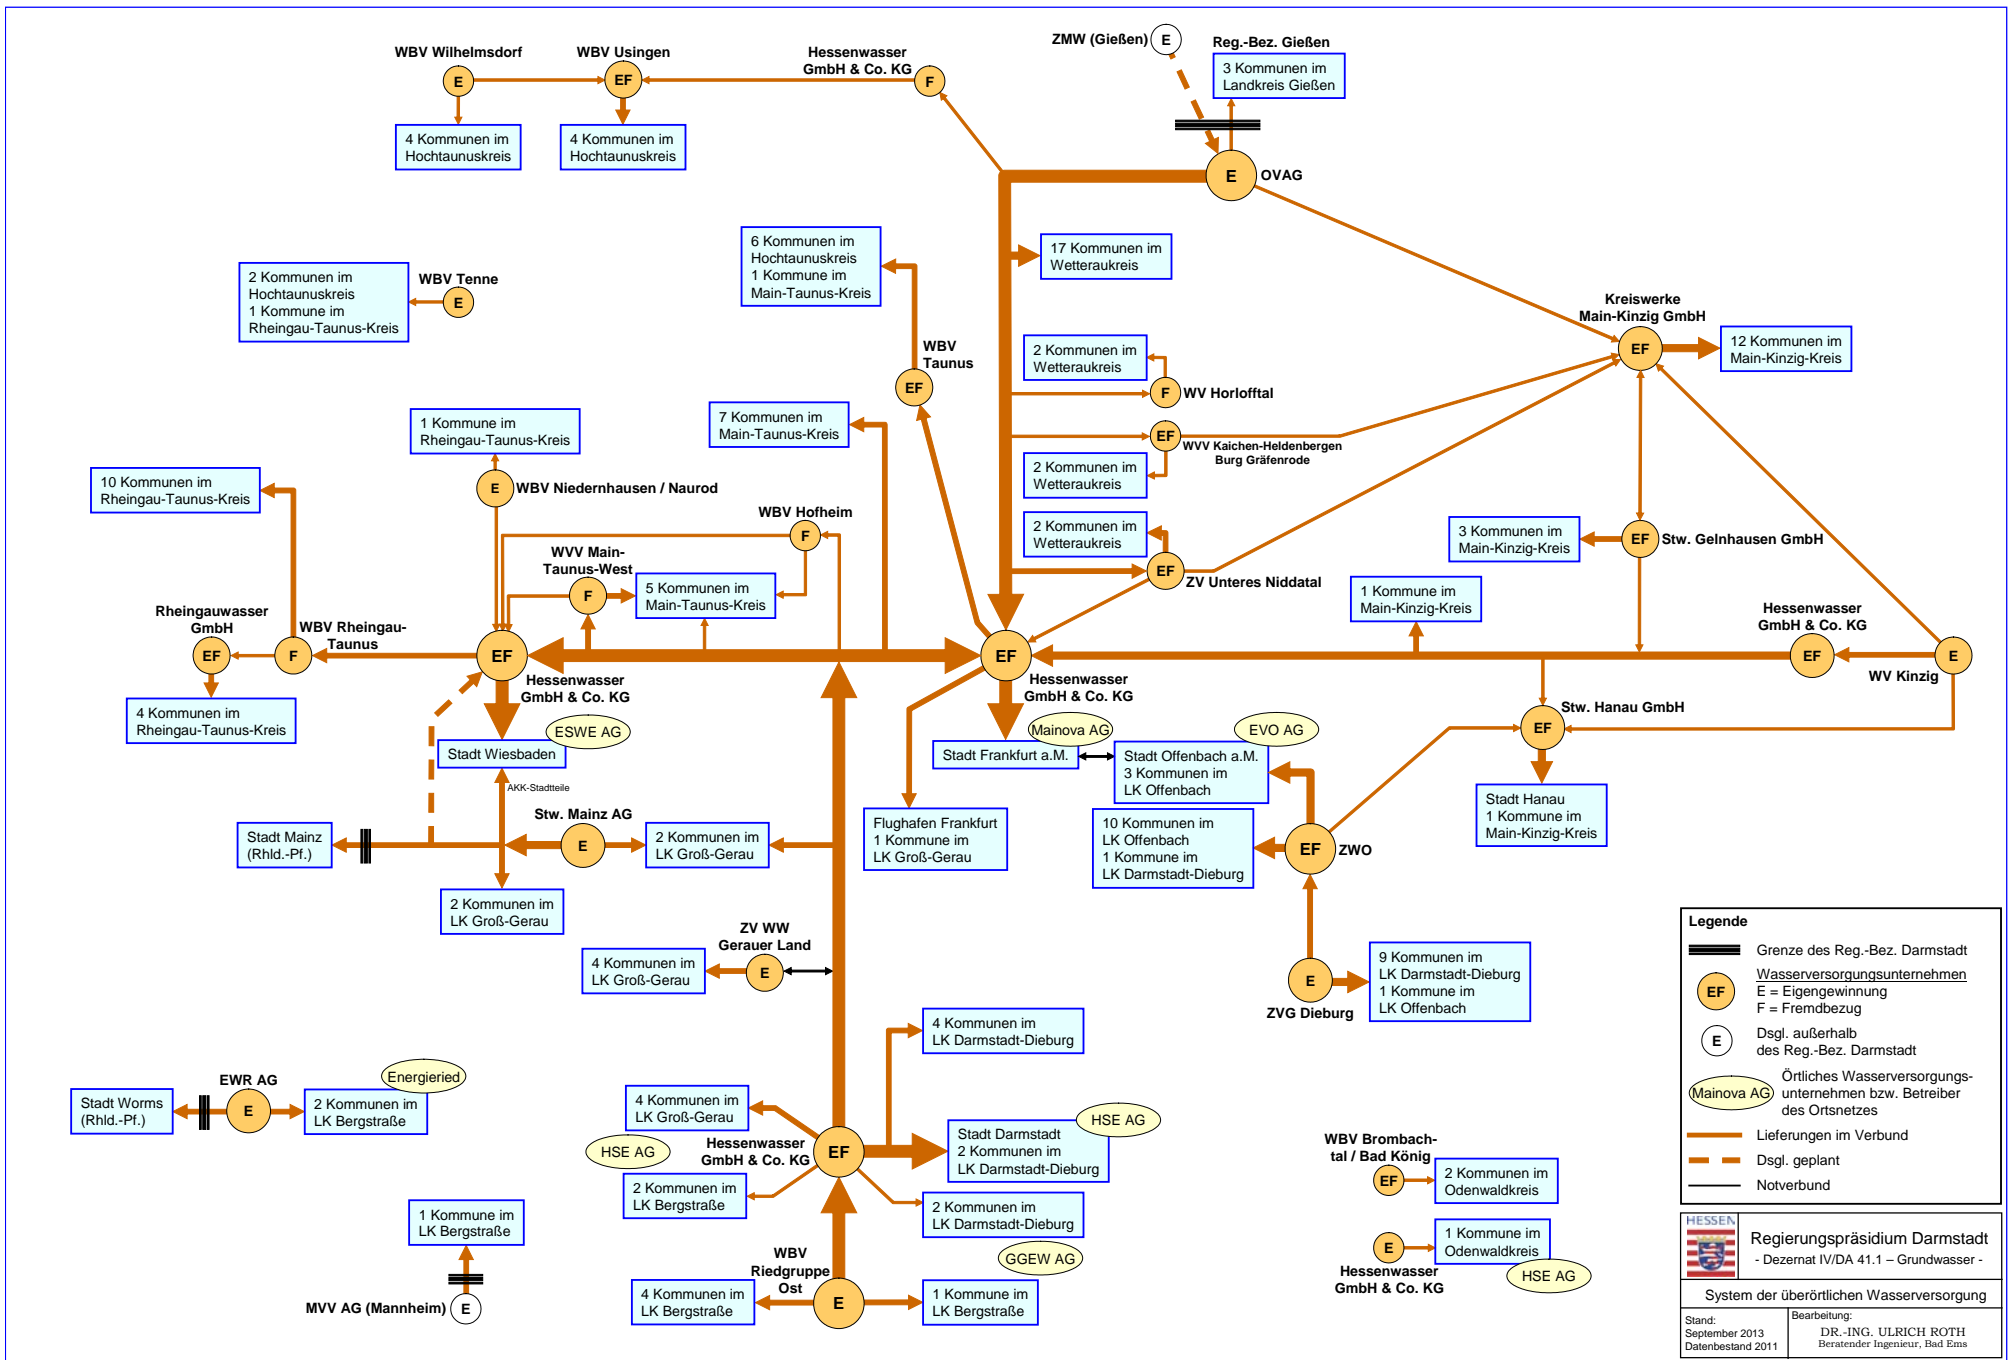 WBV Wilhelmsdorf
E
4 Kommunen im
Hochtaunuskreis
WBV Usingen
EF
4 Kommunen im
Hochtaunuskreis
Hessenwasser
GmbH & Co. KG
F
ZMW (Gießen)
E
Reg.-Bez. Gießen
3 Kommunen im
Landkreis Gießen
E
OVAG
17 Kommunen im
Wetteraukreis
6 Kommunen im
Hochtaunuskreis
1 Kommune im
Main-Taunus-Kreis
2 Kommunen im
Hochtaunuskreis
1 Kommune im
Rheingau-Taunus-Kreis
WBV Tenne
E
WBV
Taunus
EF
2 Kommunen im
Wetteraukreis
F
WV Horlofftal
Kreiswerke
Main-Kinzig GmbH
EF
12 Kommunen im
Main-Kinzig-Kreis
7 Kommunen im
Main-Taunus-Kreis
1 Kommune im
Rheingau-Taunus-Kreis
EF
WVV Kaichen-Heldenbergen
Burg Gräfenrode
2 Kommunen im
Wetteraukreis
10 Kommunen im
Rheingau-Taunus-Kreis
E
WBV Niedernhausen / Naurod
WBV Hofheim
F
2 Kommunen im
Wetteraukreis
EF
ZV Unteres Niddatal
3 Kommunen im
Main-Kinzig-Kreis
EF
Stw. Gelnhausen GmbH
WVV Main-
Taunus-West
F
5 Kommunen im
Main-Taunus-Kreis
1 Kommune im
Main-Kinzig-Kreis
Hessenwasser
GmbH & Co. KG
EF
E
WV Kinzig
Rheingauwasser
GmbH
EF
WBV Rheingau-
Taunus
F
EF
Hessenwasser
GmbH & Co. KG
EF
Hessenwasser
GmbH & Co. KG
4 Kommunen im
Rheingau-Taunus-Kreis
ESWE AG
Stadt Wiesbaden
AKK-Stadtteile
Mainova AG
Stadt Frankfurt a.M.
EVO AG
Stadt Offenbach a.M.
3 Kommunen im
LK Offenbach
Stw. Hanau GmbH
EF
Stadt Hanau
1 Kommune im
Main-Kinzig-Kreis
Stadt Mainz
(Rhld.-Pf.)
Stw. Mainz AG
E
2 Kommunen im
LK Groß-Gerau
Flughafen Frankfurt
1 Kommune im
LK Groß-Gerau
10 Kommunen im
LK Offenbach
1 Kommune im
LK Darmstadt-Dieburg
EF
ZWO
2 Kommunen im
LK Groß-Gerau
ZV WW
Gerauer Land
4 Kommunen im
LK Groß-Gerau
E
E
ZVG Dieburg
9 Kommunen im
LK Darmstadt-Dieburg
1 Kommune im
LK Offenbach
4 Kommunen im
LK Darmstadt-Dieburg
Stadt Worms
(Rhld.-Pf.)
EWR AG
E
Energieried
2 Kommunen im
LK Bergstraße
4 Kommunen im
LK Groß-Gerau
HSE AG
Hessenwasser
GmbH & Co. KG
EF
HSE AG
Stadt Darmstadt
2 Kommunen im
LK Darmstadt-Dieburg
2 Kommunen im
LK Bergstraße
2 Kommunen im
LK Darmstadt-Dieburg
GGEW AG
1 Kommune im
LK Bergstraße
MVV AG (Mannheim)
E
WBV
Riedgruppe
Ost
4 Kommunen im
LK Bergstraße
E
1 Kommune im
LK Bergstraße
WBV Brombach-
tal / Bad König
EF
2 Kommunen im
Odenwaldkreis
E
Hessenwasser
GmbH & Co. KG
1 Kommune im
Odenwaldkreis
HSE AG
Legende
Grenze des Reg.-Bez. Darmstadt
EF
Wasserversorgungsunternehmen
E = Eigengewinnung
F = Fremdbezug
E
Dsgl. außerhalb
des Reg.-Bez. Darmstadt
Mainova AG
Örtliches Wasserversorgungs-
unternehmen bzw. Betreiber
des Ortsnetzes
Lieferungen im Verbund
Dsgl. geplant
Notverbund
HESSEN
Regierungspräsidium Darmstadt
- Dezernat IV/DA 41.1 – Grundwasser -
System der überörtlichen Wasserversorgung
Stand:
September 2013
Datenbestand 2011
Bearbeitung:
DR.-ING. ULRICH ROTH
Beratender Ingenieur, Bad Ems